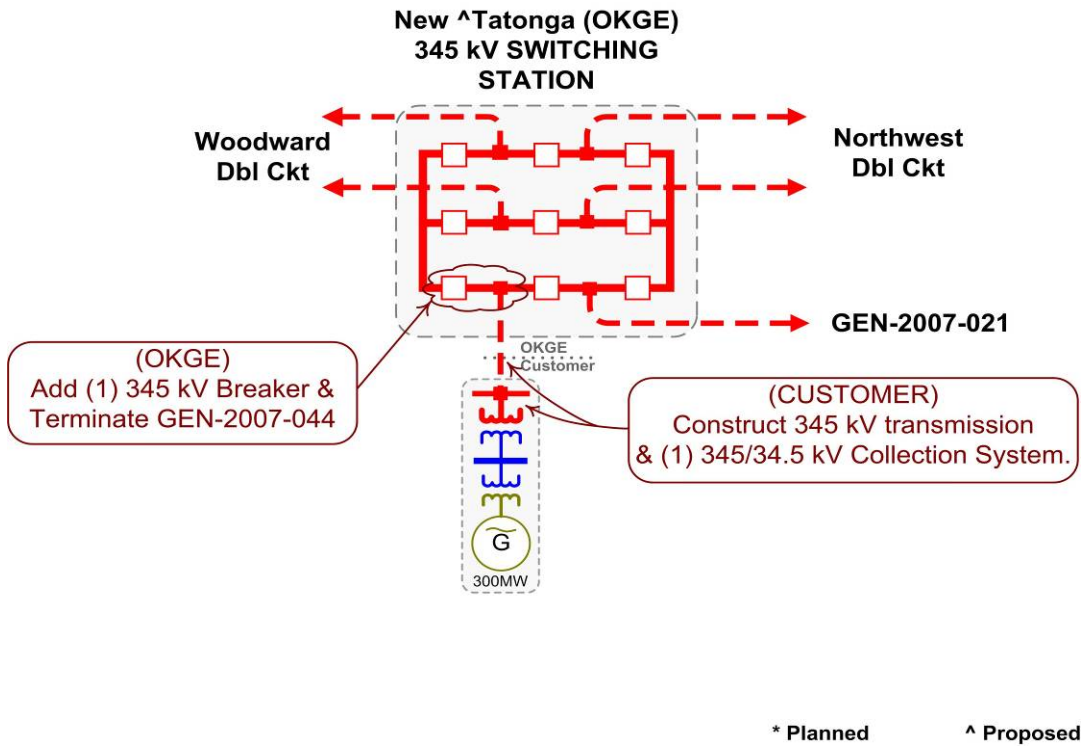 New ^Tatonga (OKGE)
345 kV SWITCHING
STATION
Woodward
Dbl Ckt
Northwest
Dbl Ckt
GEN-2007-021
OKGE
Customer
(OKGE)
Add (1) 345 kV Breaker &
Terminate GEN-2007-044
(CUSTOMER)
Construct 345 kV transmission
& (1) 345/34.5 kV Collection System.
G
300MW
* Planned
^ Proposed